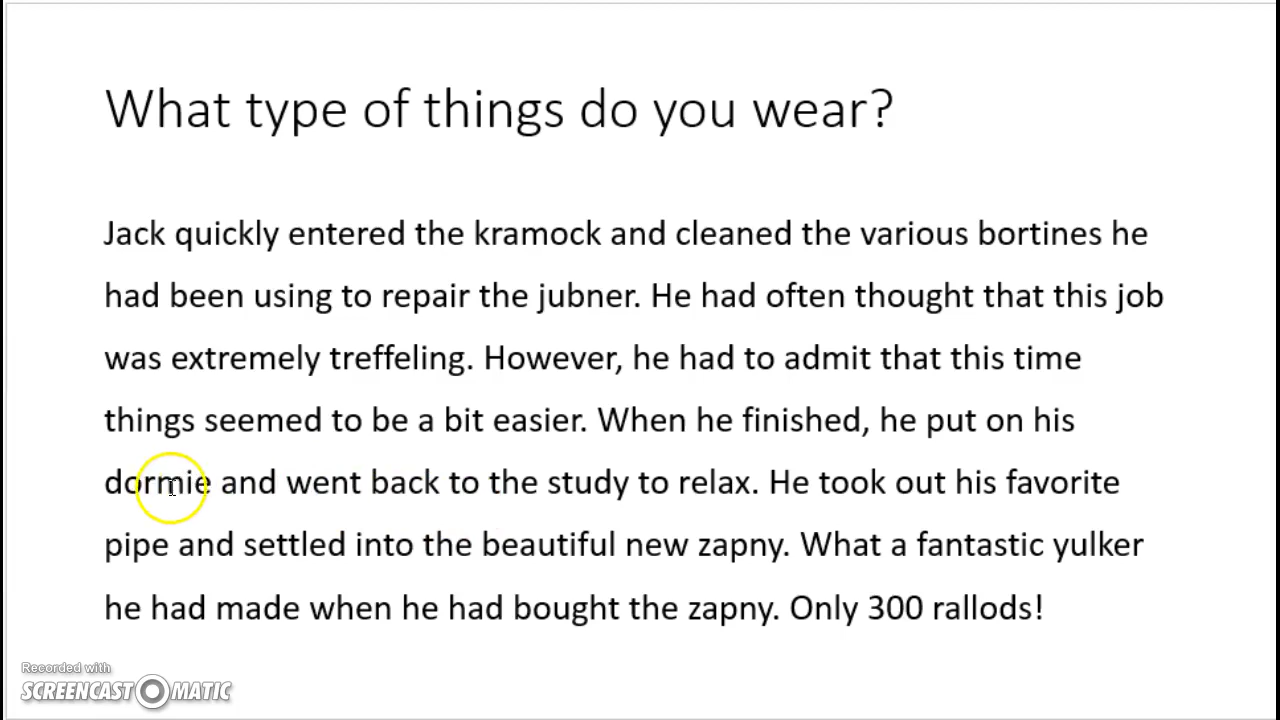 What type of things do you wear?
Jack quickly entered the kramock and cleaned the various bortines he
had been using to repair the jubner. He had often thought that this job
was extremely treffeling. However, he had to admit that this time
things seemed to be a bit easier. When he finished, he put on his
dormie and went back to the study to relax. He took out his favorite
pipe and settled into the beautiful new zapny. What a fantastic yulker
he had made when he had bought the zapny. Only 300 rallods!
Recorded with
SCREENCAST MATIC